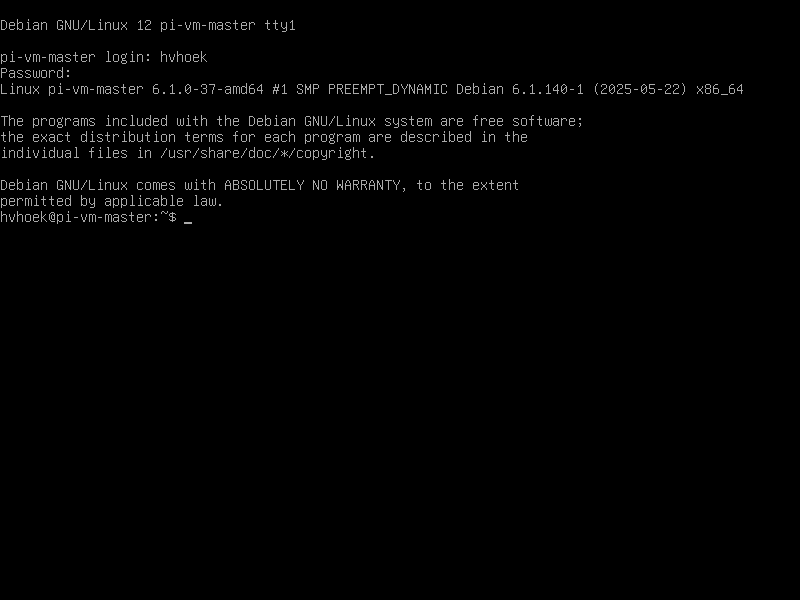 Debian GNU/Linux 12 pi-vm-master tty1
pi-vm-master login: hvhoek
Password:
Linux pi-vm-master 6.1.0-37-amd64 #1 SMP PREEMPT_DYNAMIC Debian 6.1.140-1 (2025-05-22) x86_64
The programs included with the Debian GNU/Linux system are free software;
the exact distribution terms for each program are described in the
individual files in /usr/share/doc/*/copyright.
Debian GNU/Linux comes with ABSOLUTELY NO WARRANTY, to the extent
permitted by applicable law.
hvhoek@pi-vm-master:~$ _